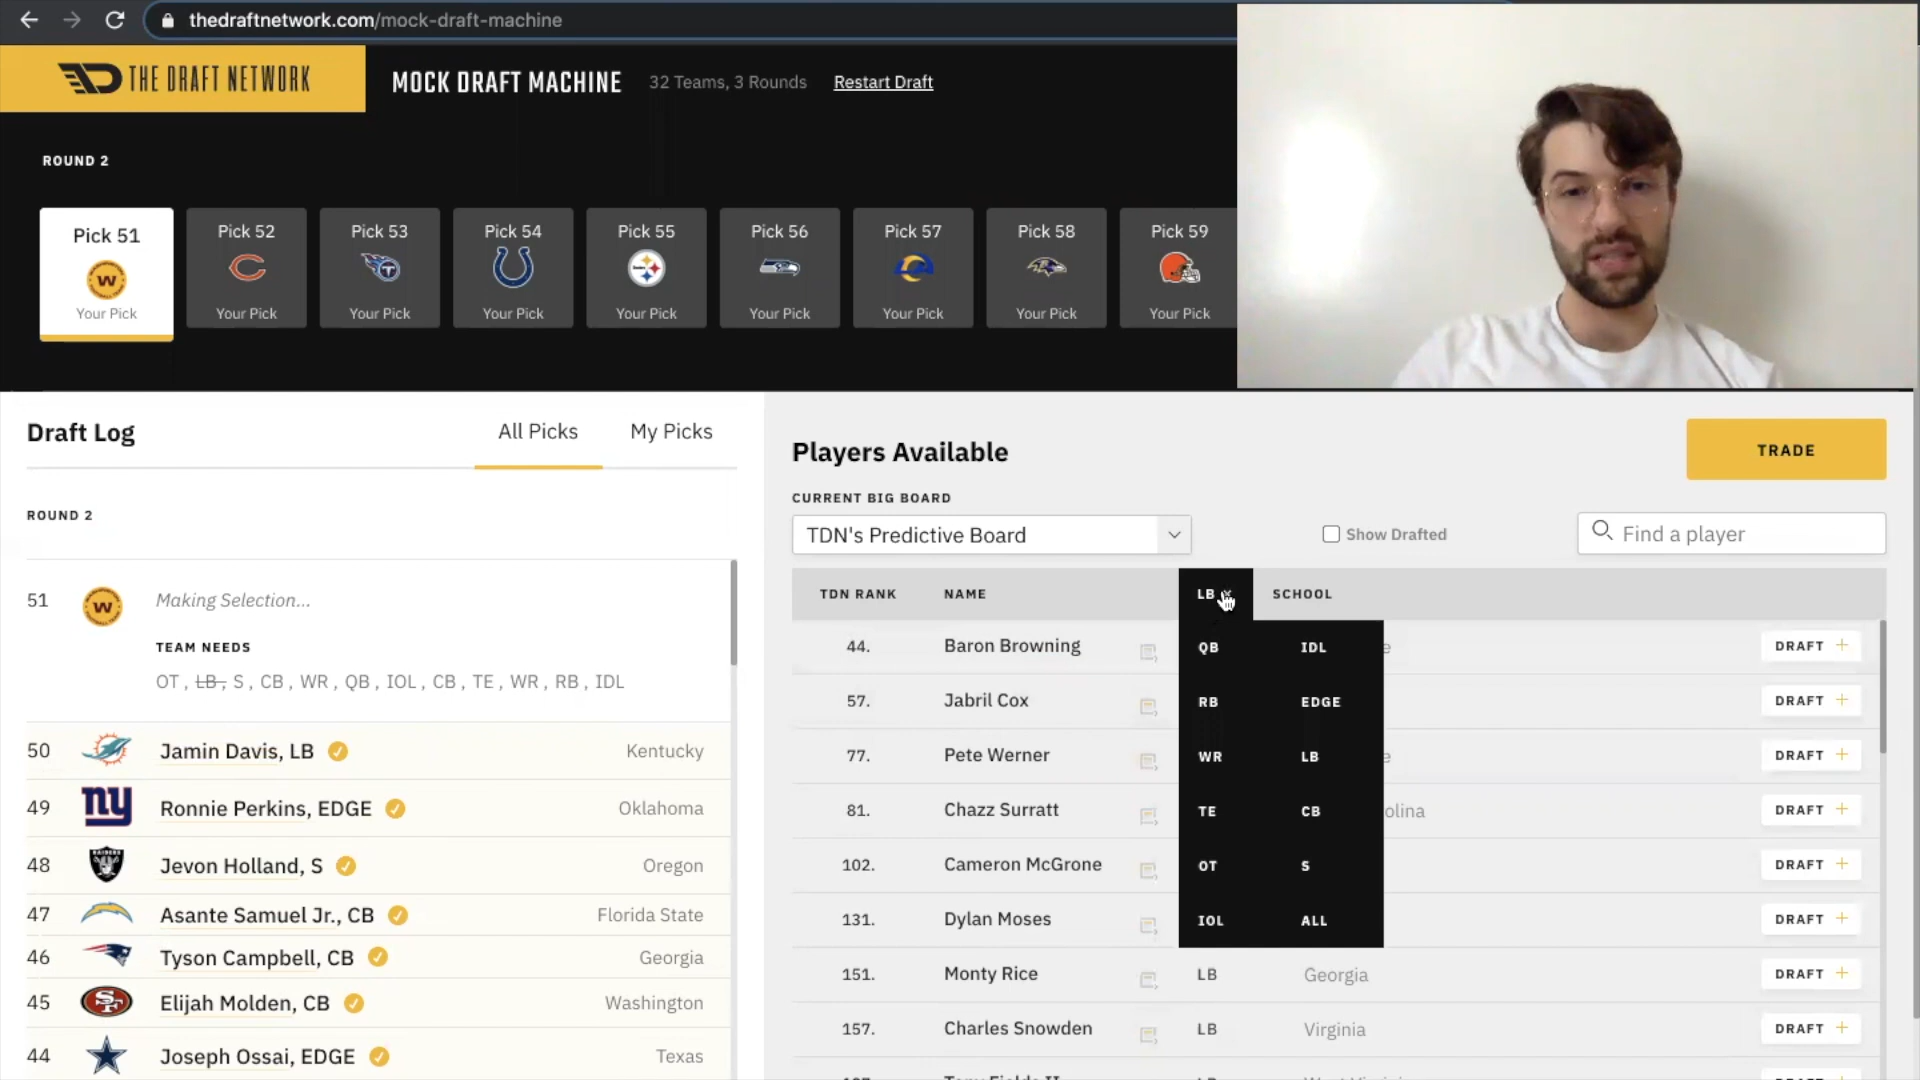 thedraftnetwork.com/mock-draft-machine
THE DRAFT NETWORK
MOCK DRAFT MACHINE 32 Teams, 3 Rounds Restart Draft
ROUND 2
Pick 51 Pick 52 Pick 53 Pick 54 Pick 55 Pick 56 Pick 57 Pick 58 Pick 59
Your Pick Your Pick Your Pick Your Pick Your Pick Your Pick Your Pick Your Pick Your Pick
Draft Log All Picks My Picks
ROUND 2
51 W Making Selection...
TEAM NEEDS
OT , LB , S , CB , WR , QB , IOL , CB , TE , WR , RB , IDL
50 Jamin Davis, LB Kentucky
49 ny Ronnie Perkins, EDGE Oklahoma
48 RAIDERS Jevon Holland, S Oregon
47 Asante Samuel Jr., CB Florida State
46 Tyson Campbell, CB Georgia
45 SF Elijah Molden, CB Washington
44 Joseph Ossai, EDGE Texas
Players Available
TRADE
CURRENT BIG BOARD
TDN's Predictive Board Show Drafted Find a player
TDN RANK NAME LB SCHOOL
44. Baron Browning QB IDL e DRAFT +
57. Jabril Cox RB EDGE DRAFT +
77. Pete Werner WR LB e DRAFT +
81. Chazz Surratt TE CB olina DRAFT +
102. Cameron McGrone OT S DRAFT +
131. Dylan Moses IOL ALL DRAFT +
151. Monty Rice LB Georgia DRAFT +
157. Charles Snowden LB Virginia DRAFT +